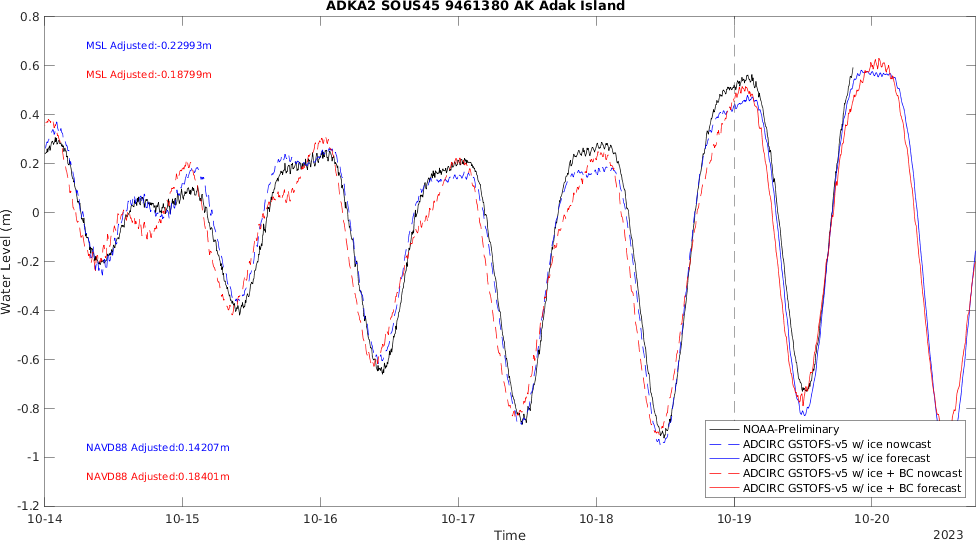 ADKA2 SOUS45 9461380 AK Adak Island
0.8
0.6
0.4
0.2
0
-0.2
-0.4
-0.6
-0.8
-1
-1.2
Water Level (m)
MSL Adjusted:-0.22993m
MSL Adjusted:-0.18799m
NAVD88 Adjusted:0.14207m
NAVD88 Adjusted:0.18401m
NOAA-Preliminary
ADCIRC GSTOFS-v5 w/ ice nowcast
ADCIRC GSTOFS-v5 w/ ice forecast
ADCIRC GSTOFS-v5 w/ ice + BC nowcast
ADCIRC GSTOFS-v5 w/ ice + BC forecast
10-14 10-15 10-16 10-17 10-18 10-19 10-20
Time
2023